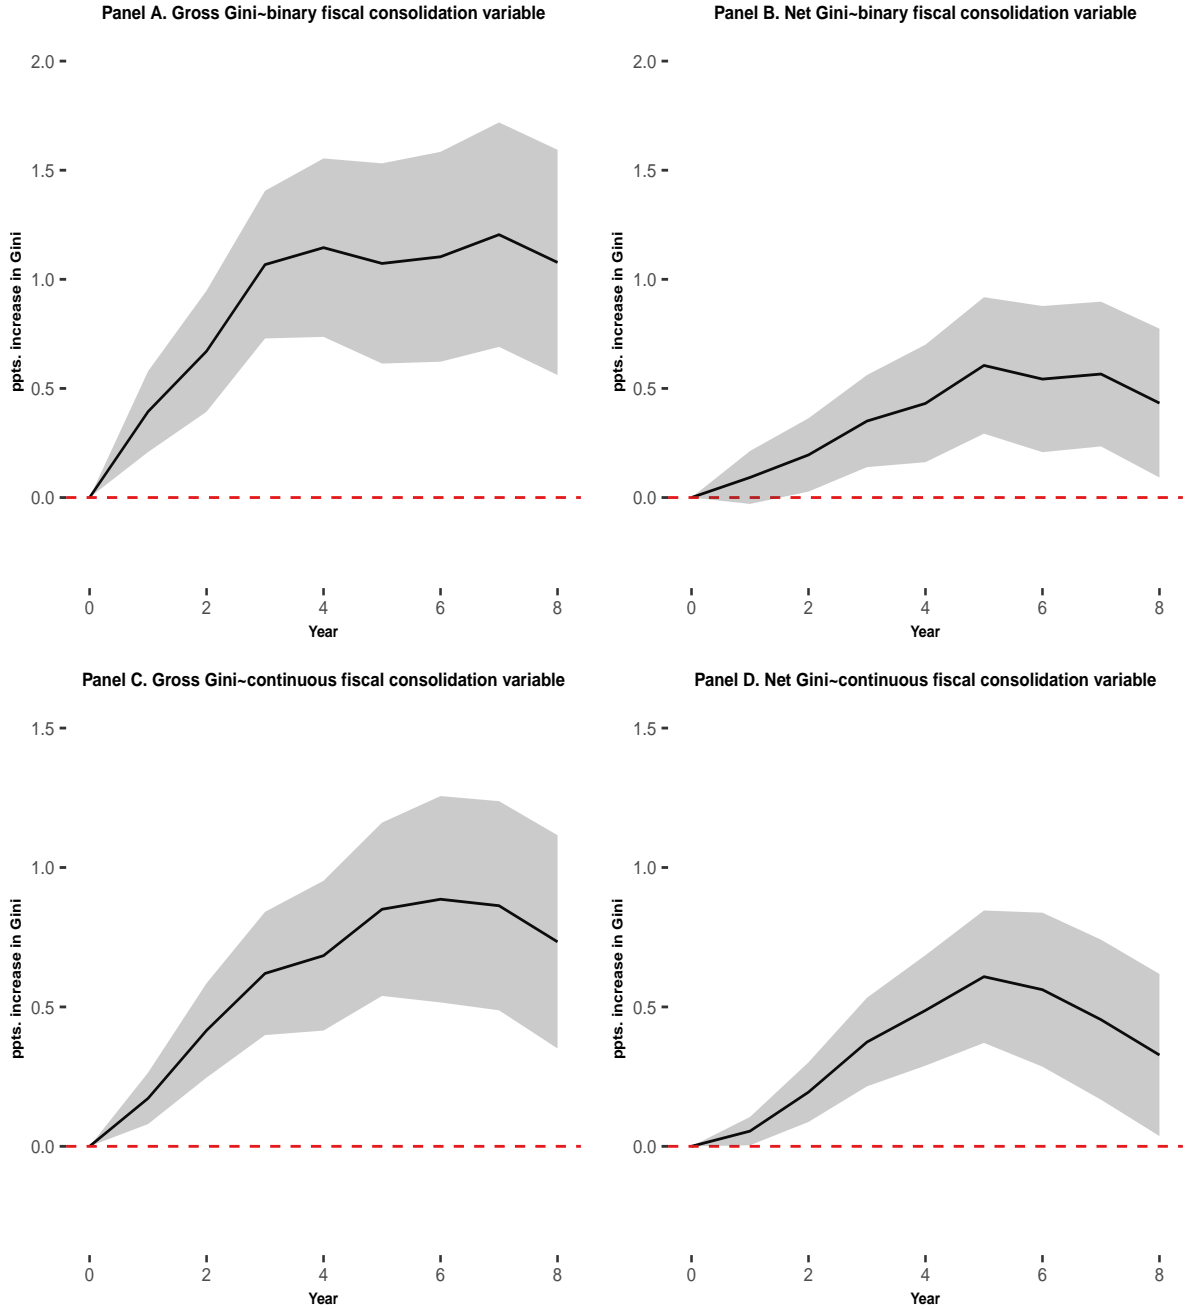 Panel A. Gross Gini~binary fiscal consolidation variable
2.0
1.5
1.0
0.5
0.0
ppts. increase in Gini
0 2 4 6 8
Year
Panel B. Net Gini~binary fiscal consolidation variable
2.0
1.5
1.0
0.5
0.0
ppts. increase in Gini
0 2 4 6 8
Year
Panel C. Gross Gini~continuous fiscal consolidation variable
1.5
1.0
0.5
0.0
ppts. increase in Gini
0 2 4 6 8
Year
Panel D. Net Gini~continuous fiscal consolidation variable
1.5
1.0
0.5
0.0
ppts. increase in Gini
0 2 4 6 8
Year